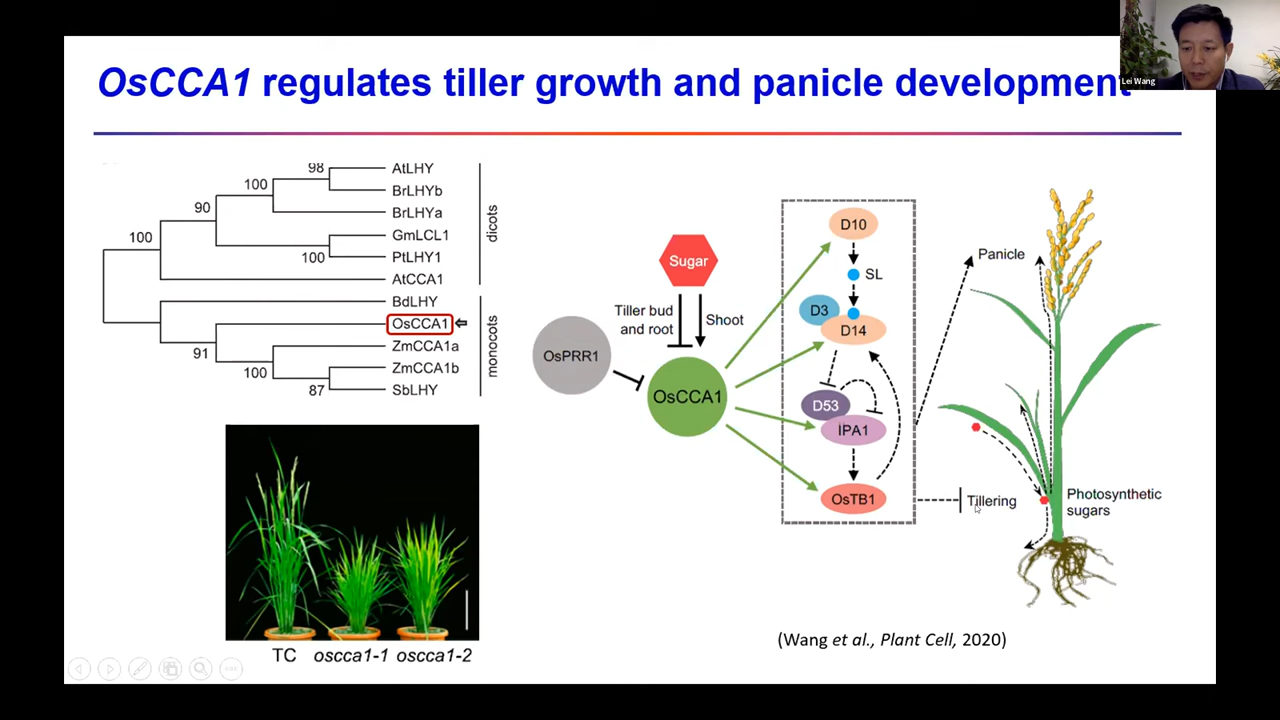 OsCCA1 regulates tiller growth and panicle development
Lei Wang
98
AtLHY
100
BrLHYb
90
BrLHYa
100
GmLCL1
100
PtLHY1
AtCCA1
dicots
BdLHY
OsCCA1
91
ZmCCA1a
100
ZmCCA1b
87
SbLHY
monocots
TC oscca1-1 oscca1-2
Sugar
Tiller bud
and root
Shoot
OsPRR1
OsCCA1
D10
SL
D3
D14
D53
IPA1
OsTB1
Panicle
Tillering
Photosynthetic
sugars
(Wang et al., Plant Cell, 2020)